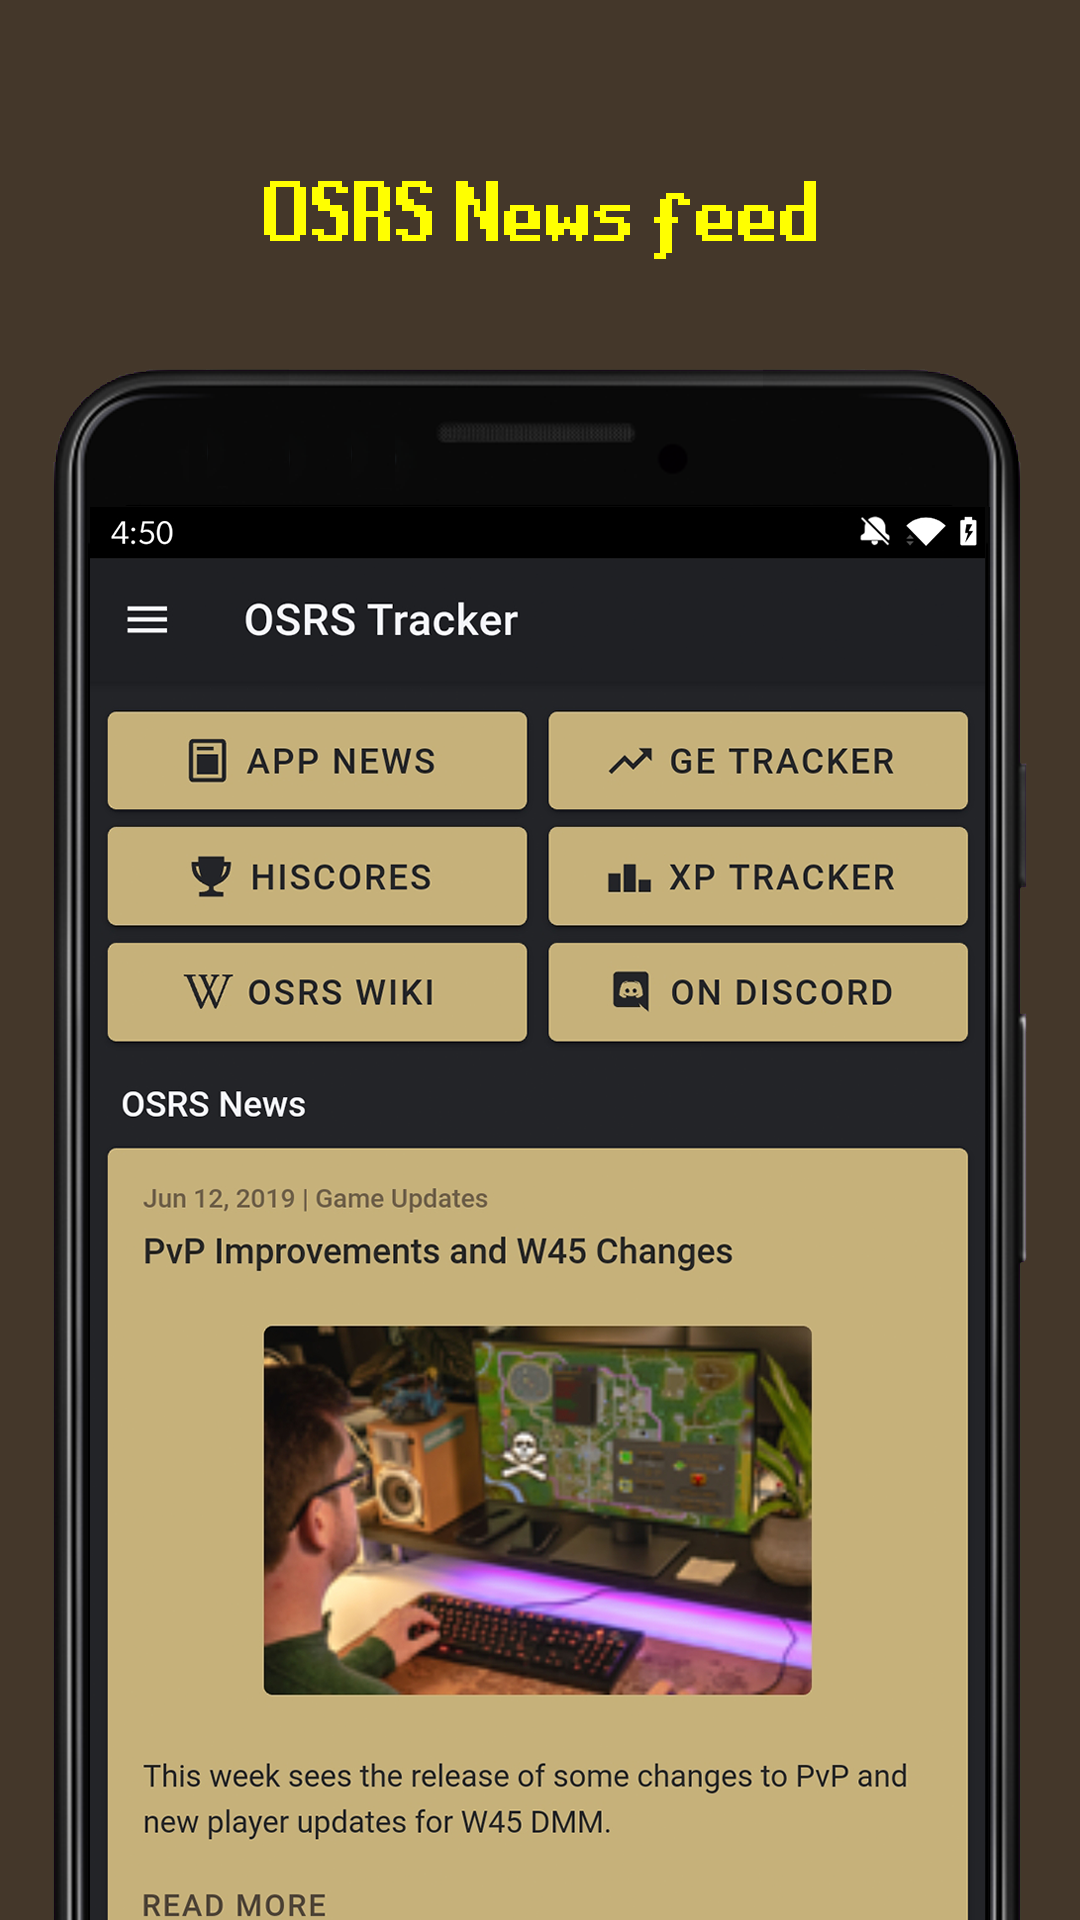 OSRS News feed
4:50
OSRS Tracker
APP NEWS
GE TRACKER
HISCORES
XP TRACKER
OSRS WIKI
ON DISCORD
OSRS News
Jun 12, 2019 | Game Updates
PvP Improvements and W45 Changes
This week sees the release of some changes to PvP and
new player updates for W45 DMM.
READ MORE